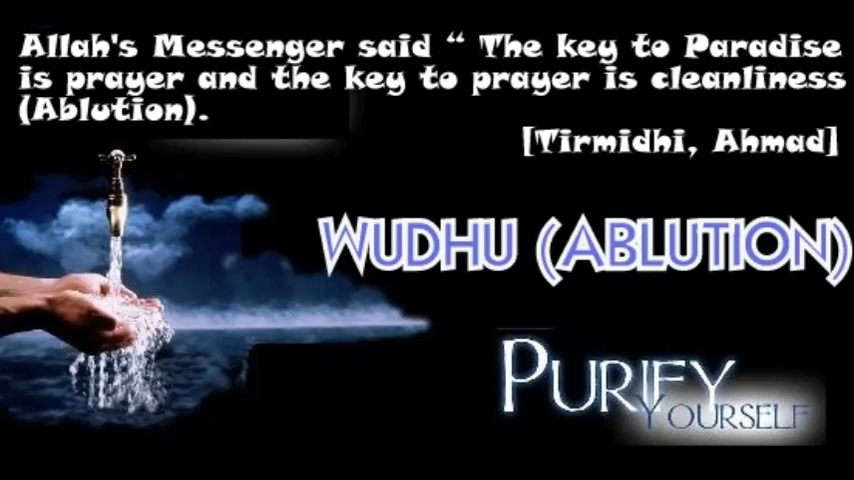 Allah's Messenger said “ The key to Paradise
is prayer and the key to prayer is cleanliness
(Ablution).
[Tirmidhi, Ahmad]
WUDHU (ABLUTION)
PURIFY
YOURSELF